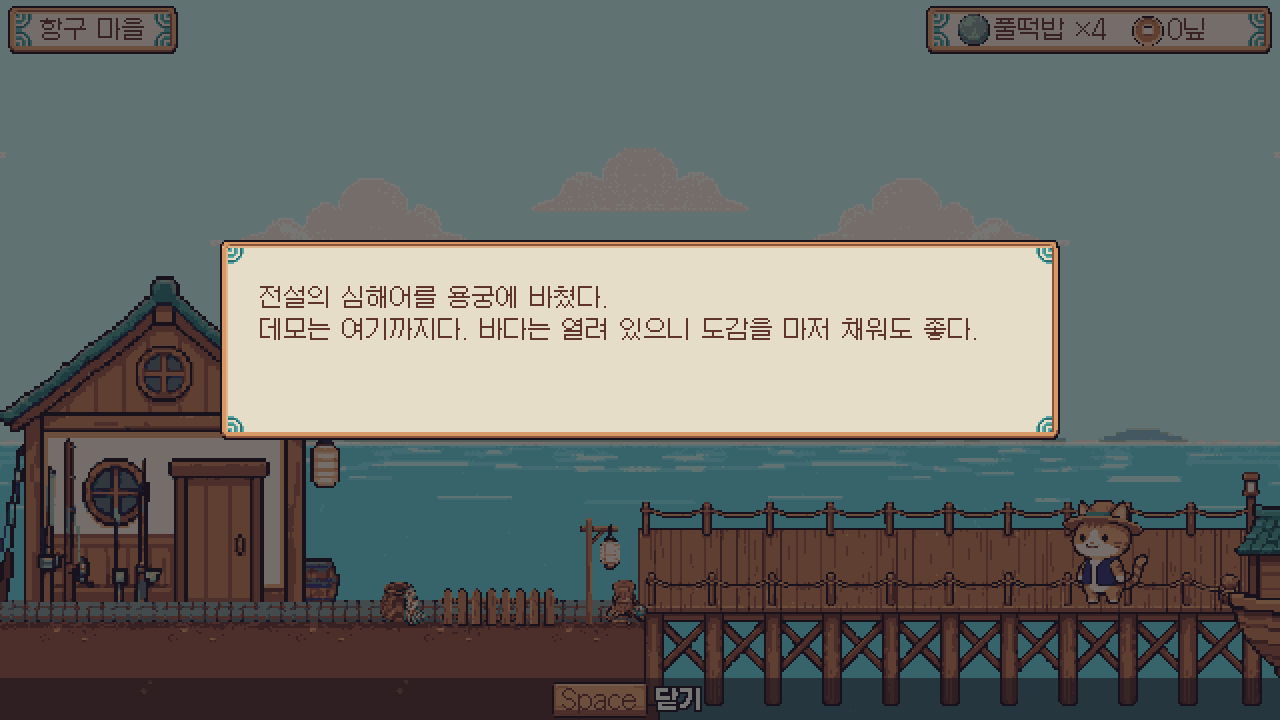 항구 마을
풀떡밥 ×4 0닢
전설의 심해어를 용궁에 바쳤다.
데모는 여기까지다. 바다는 열려 있으니 도감을 마저 채워도 좋다.
Space 닫기